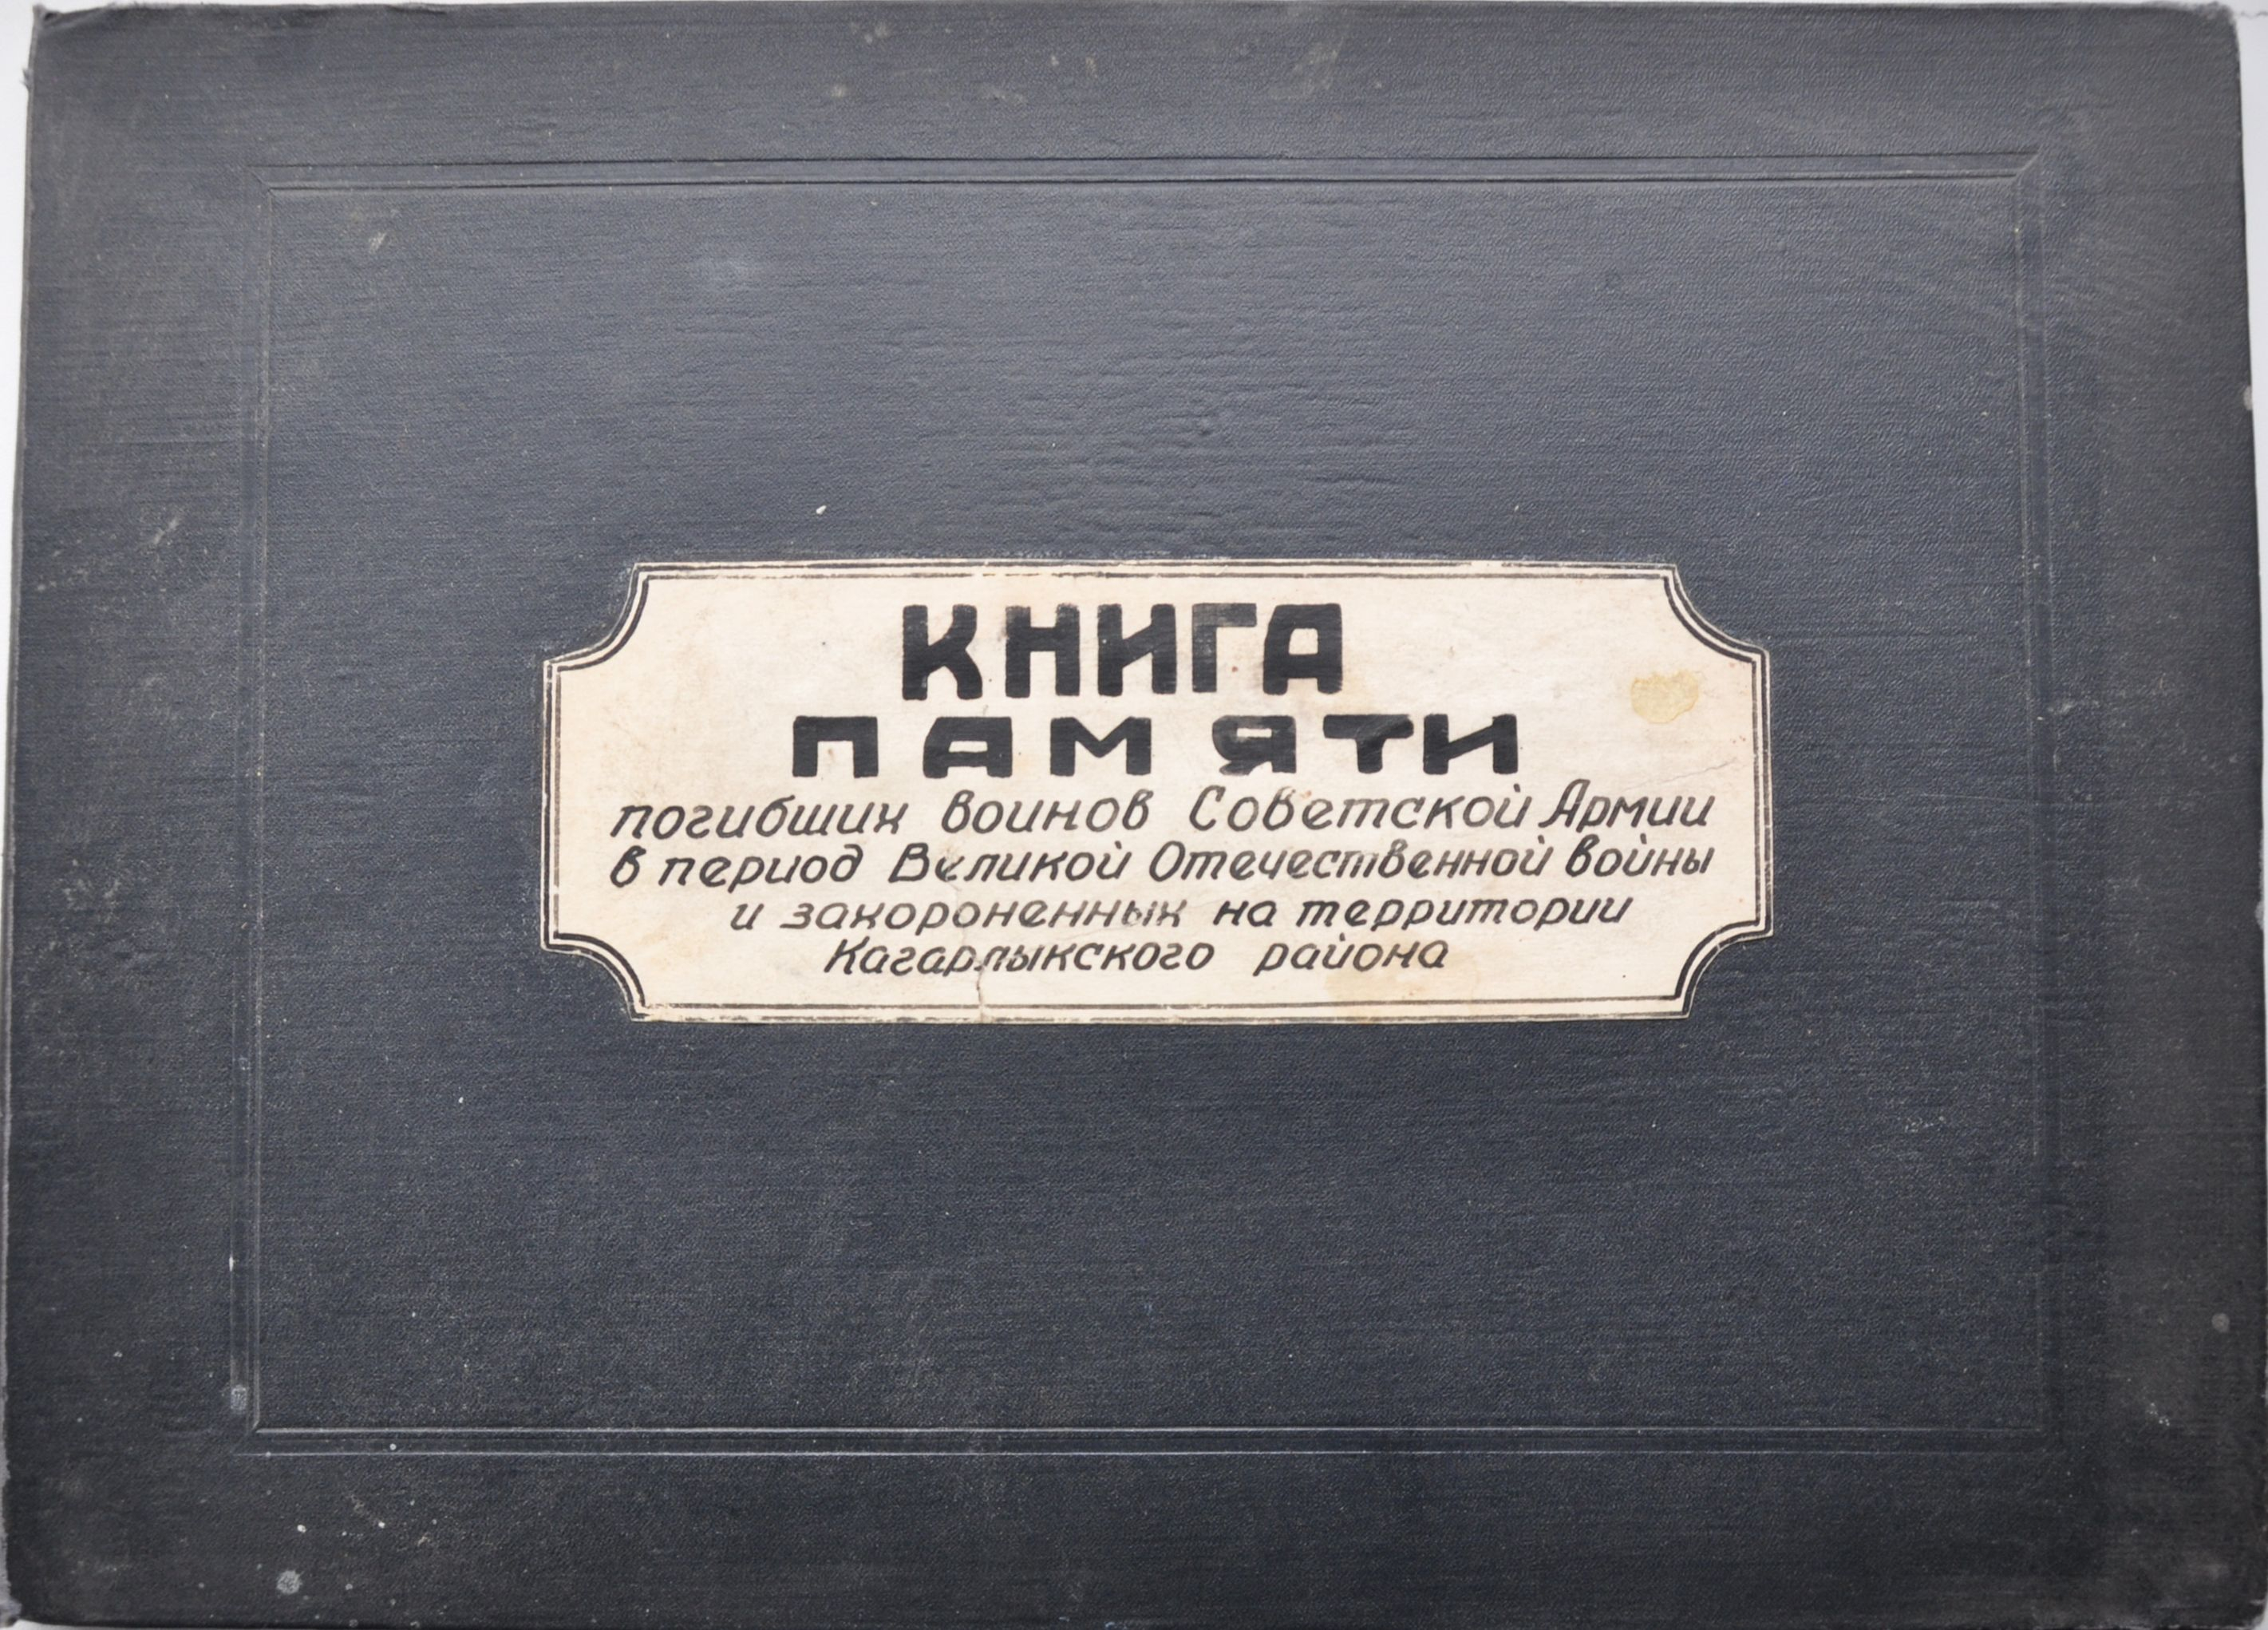 КНИГА
ПАМЯТИ
погибших воинов Советской Армии
в период Великой Отечественной войны
и захороненных на территории
Кагарлыкского района